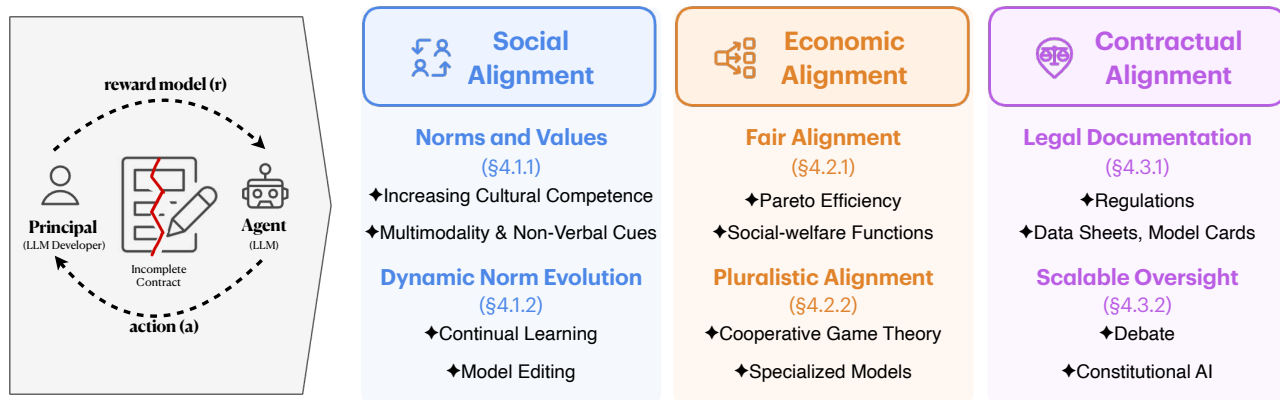 reward model (r)
Principal
(LLM Developer)
Incomplete
Contract
Agent
(LLM)
action (a)
Social
Alignment
Norms and Values
(§4.1.1)
✦Increasing Cultural Competence
✦Multimodality & Non-Verbal Cues
Dynamic Norm Evolution
(§4.1.2)
✦Continual Learning
✦Model Editing
Economic
Alignment
Fair Alignment
(§4.2.1)
✦Pareto Efficiency
✦Social-welfare Functions
Pluralistic Alignment
(§4.2.2)
✦Cooperative Game Theory
✦Specialized Models
Contractual
Alignment
Legal Documentation
(§4.3.1)
✦Regulations
✦Data Sheets, Model Cards
Scalable Oversight
(§4.3.2)
✦Debate
✦Constitutional AI